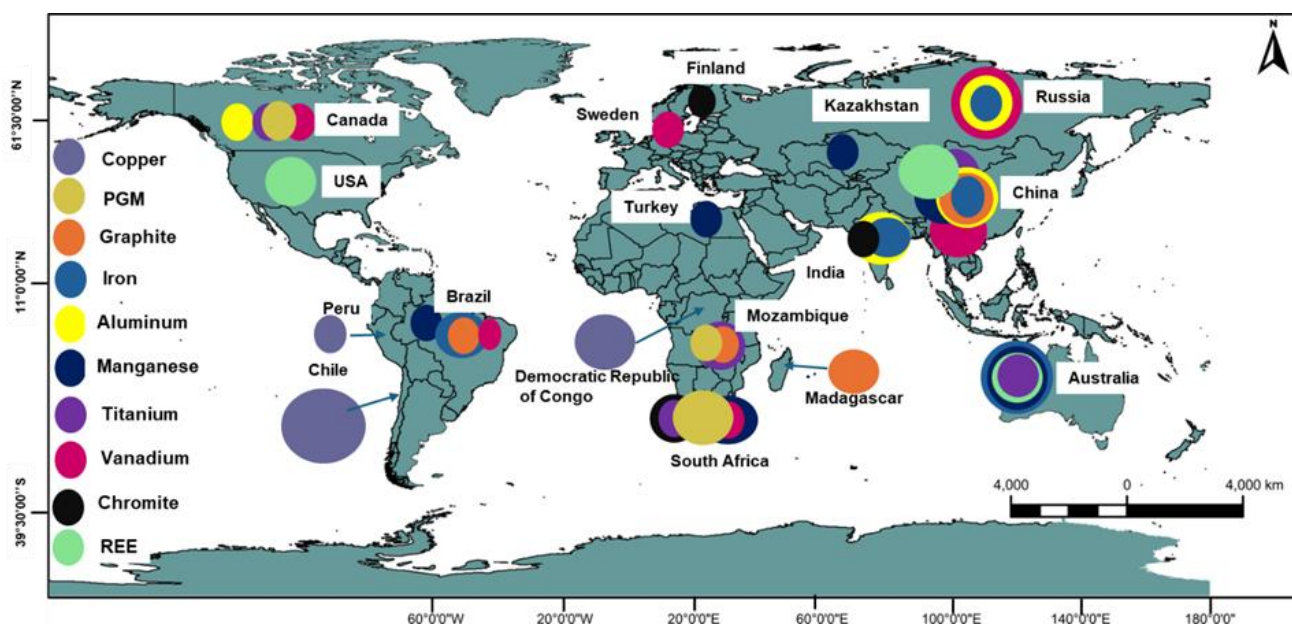 N
Finland
Kazakhstan
Russia
Sweden
Canada
61°30'0"N
Copper
USA
PGM
China
Turkey
Graphite
India
Iron
11°0'0"N
Brazil
Peru
Mozambique
Aluminum
Manganese
Chile
Democratic Republic
of Congo
Madagascar
Australia
Titanium
Vanadium
South Africa
4,000 0 4,000 km
Chromite
39°30'0"S
REE
60°0'0"W 20°0'0"W 20°0'0"E 60°0'0"E 100°0'0"E 140°0'0"E 180°0'0"